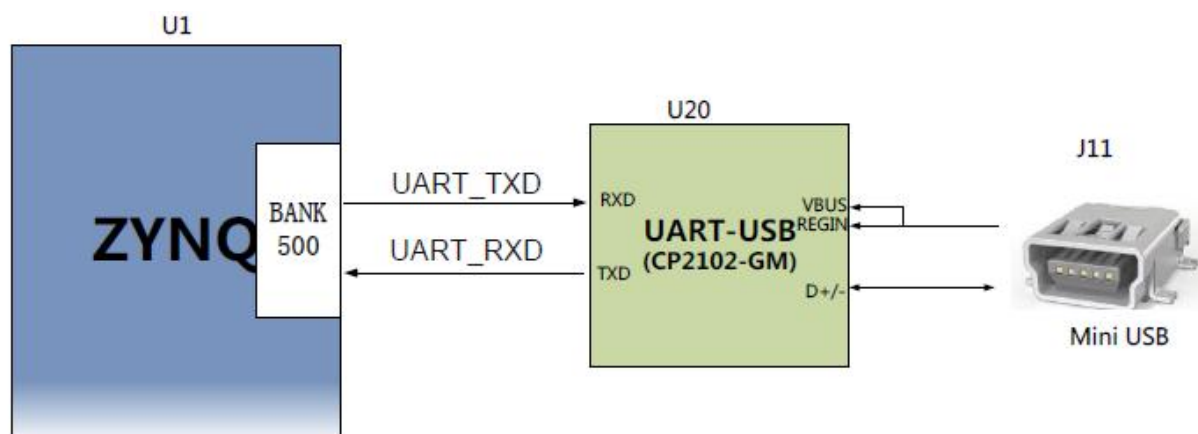 U1
U20
J11
ZYNQ
BANK
500
UART_TXD
UART_RXD
RXD
TXD
UART-USB
(CP2102-GM)
VBUS
REGIN
D+/-
Mini USB